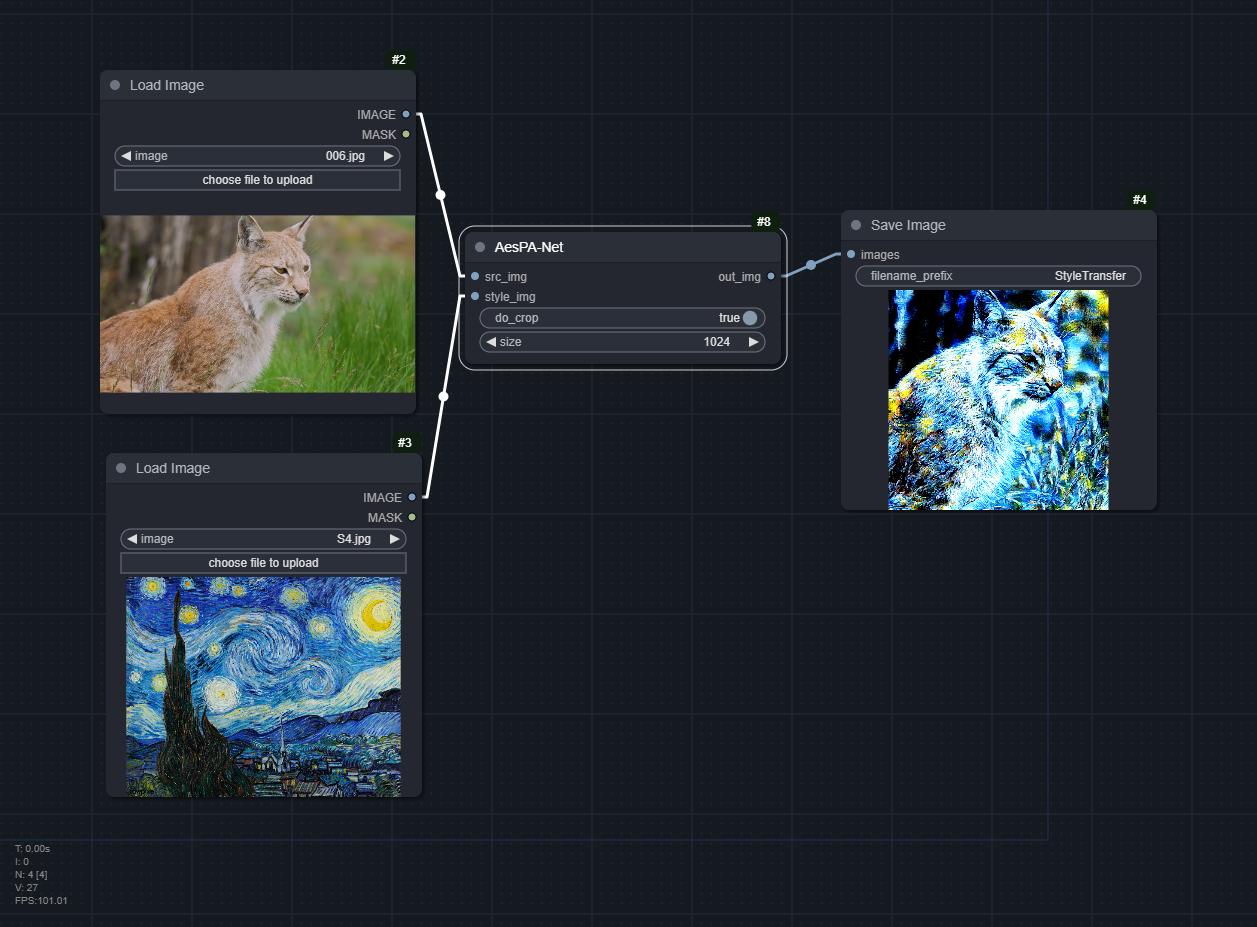 #2
Load Image
IMAGE
MASK
image 006.jpg
choose file to upload
#3
Load Image
IMAGE
MASK
image S4.jpg
choose file to upload
#8
AesPA-Net
src_img out_img
style_img
do_crop true
size 1024
#4
Save Image
images
filename_prefix StyleTransfer
T: 0.00s
I: 0
N: 4 [4]
V: 27
FPS:101.01